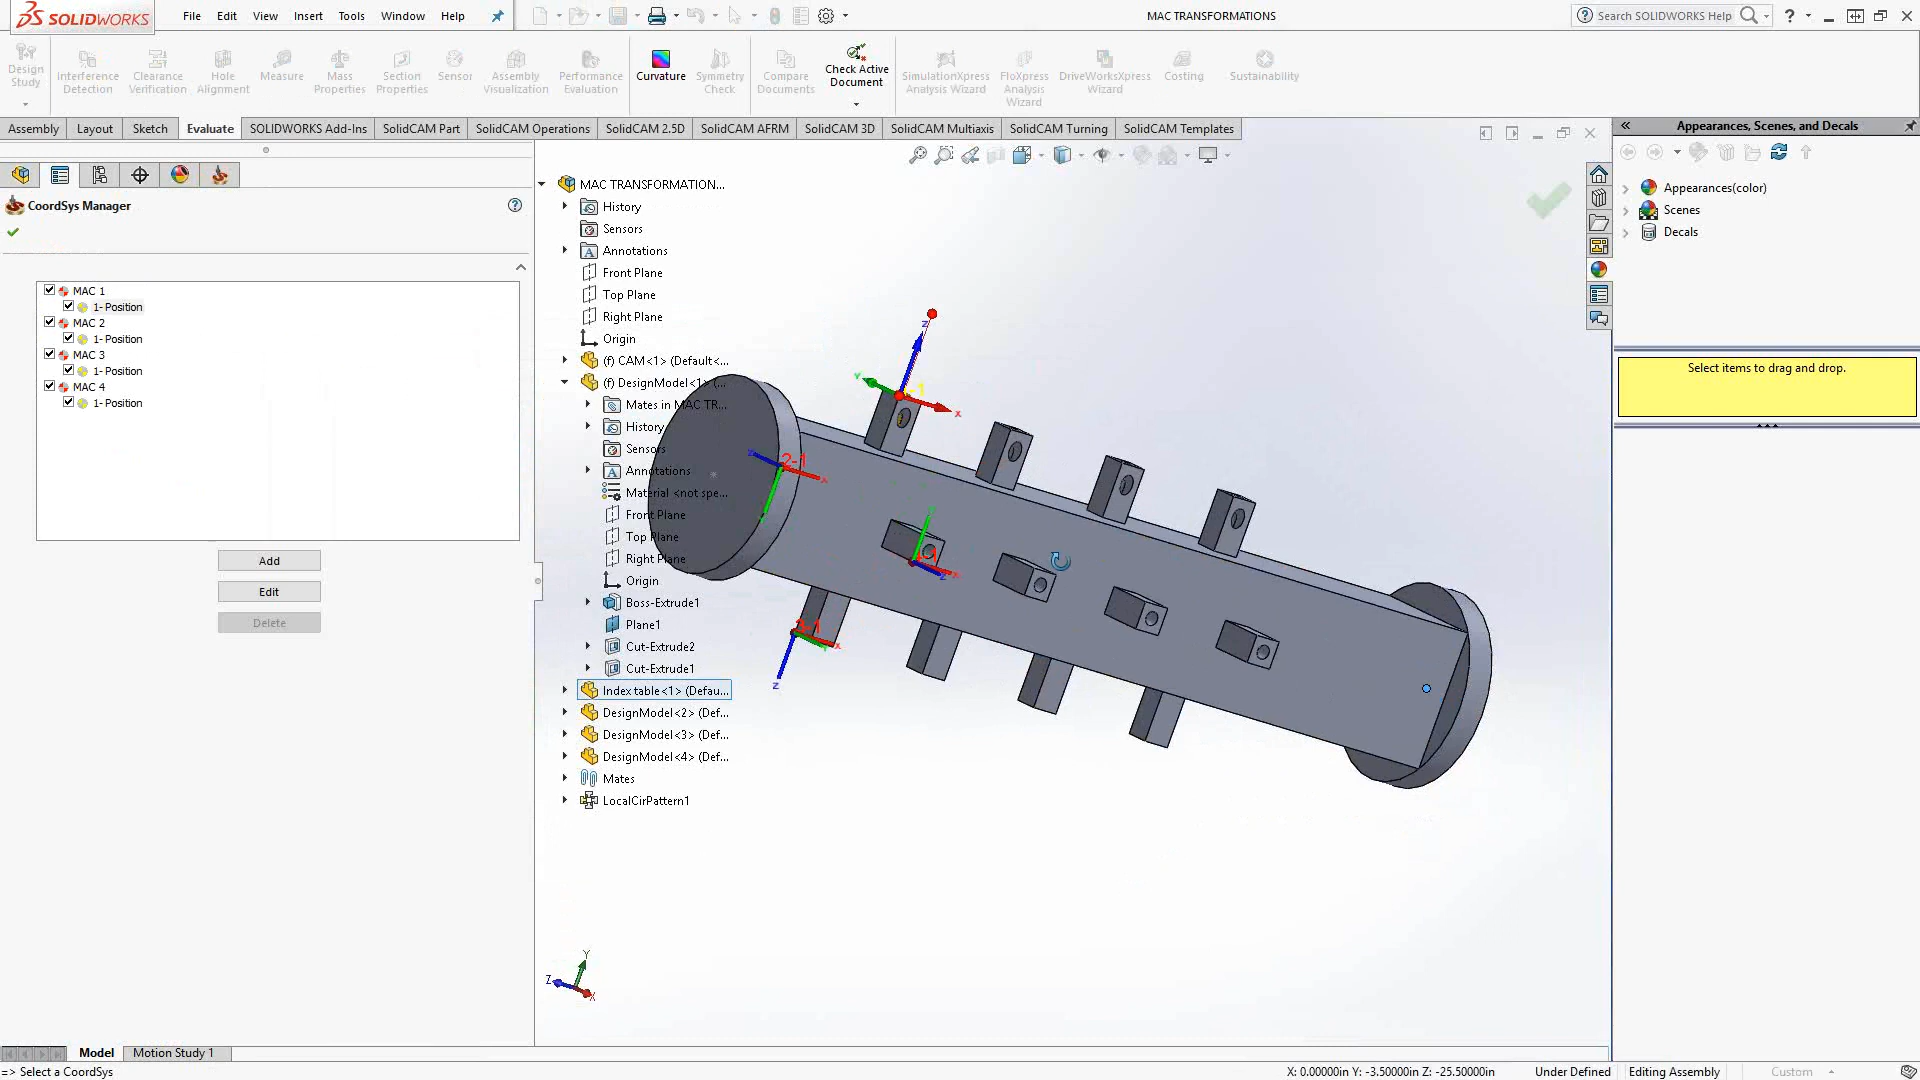 SOLIDWORKS
File Edit View Insert Tools Window Help
MAC TRANSFORMATIONS
Search SOLIDWORKS Help
Design Study
Interference Detection
Clearance Verification
Hole Alignment
Measure
Mass Properties
Section Properties
Sensor
Assembly Visualization
Performance Evaluation
Curvature
Symmetry Check
Compare Documents
Check Active Document
SimulationXpress Analysis Wizard
FloXpress Analysis Wizard
DriveWorksXpress Wizard
Costing
Sustainability
Assembly Layout Sketch Evaluate SOLIDWORKS Add-Ins SolidCAM Part SolidCAM Operations SolidCAM 2.5D SolidCAM AFRM SolidCAM 3D SolidCAM Multiaxis SolidCAM Turning SolidCAM Templates
CoordSys Manager
MAC 1
1- Position
MAC 2
1- Position
MAC 3
1- Position
MAC 4
1- Position
Add
Edit
Delete
MAC TRANSFORMATION...
History
Sensors
Annotations
Front Plane
Top Plane
Right Plane
Origin
(f) CAM<1> (Default<...
(f) DesignModel<1> (...
Mates in MAC TR...
History
Sensors
Annotations
Material <not spe...
Front Plane
Top Plane
Right Plane
Origin
Boss-Extrude1
Plane1
Cut-Extrude2
Cut-Extrude1
Index table<1> (Defau...
DesignModel<2> (Def...
DesignModel<3> (Def...
DesignModel<4> (Def...
Mates
LocalCirPattern1
Z
Y
X
2-1
Z
X
Y
Z
X
3-1
X
Z
Y
Z
X
Appearances, Scenes, and Decals
Appearances(color)
Scenes
Decals
Select items to drag and drop.
Model Motion Study 1
=> Select a CoordSys
X: 0.00000in Y: -3.50000in Z: -25.50000in
Under Defined
Editing Assembly
Custom